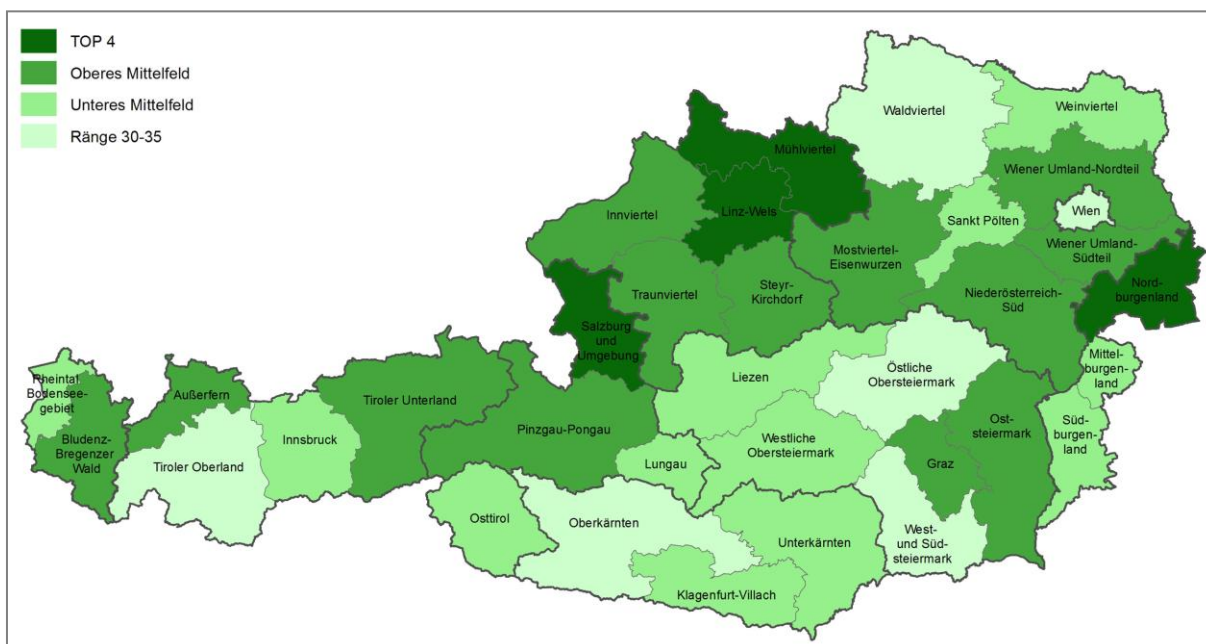 TOP 4
Oberes Mittelfeld
Unteres Mittelfeld
Ränge 30-35
Waldviertel
Weinviertel
Mühlviertel
Wiener Umland-Nordteil
Linz-Wels
Innviertel
Sankt Pölten
Wien
Mostviertel-
Eisenwurzen
Wiener Umland-
Südteil
Nord-
burgenland
Traunviertel
Steyr-
Kirchdorf
Niederösterreich-
Süd
Salzburg
und
Umgebung
Mittel-
burgen-
land
Rheintal
Bodensee-
gebiet
Außerfern
Tiroler Unterland
Liezen
Östliche
Obersteiermark
Bludenz-
Bregenzer
Wald
Innsbruck
Pinzgau-Pongau
Ost-
steiermark
Süd-
burgen-
land
Tiroler Oberland
Lungau
Westliche
Obersteiermark
Graz
Osttirol
Oberkärnten
Unterkärnten
West-
und Süd-
steiermark
Klagenfurt-Villach